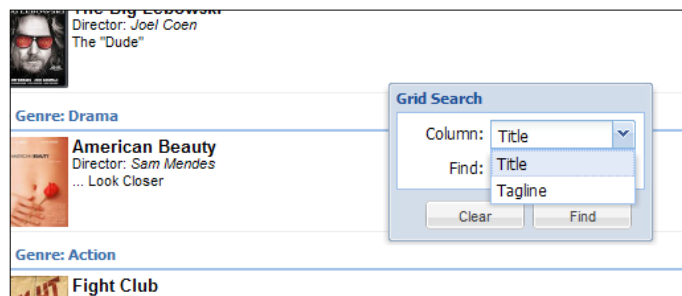 The Big Lebowski
Director: Joel Coen
The "Dude"
Genre: Drama
American Beauty
Director: Sam Mendes
... Look Closer
Genre: Action
Fight Club
Grid Search
Column: Title
Find: Title
Tagline
Clear Find